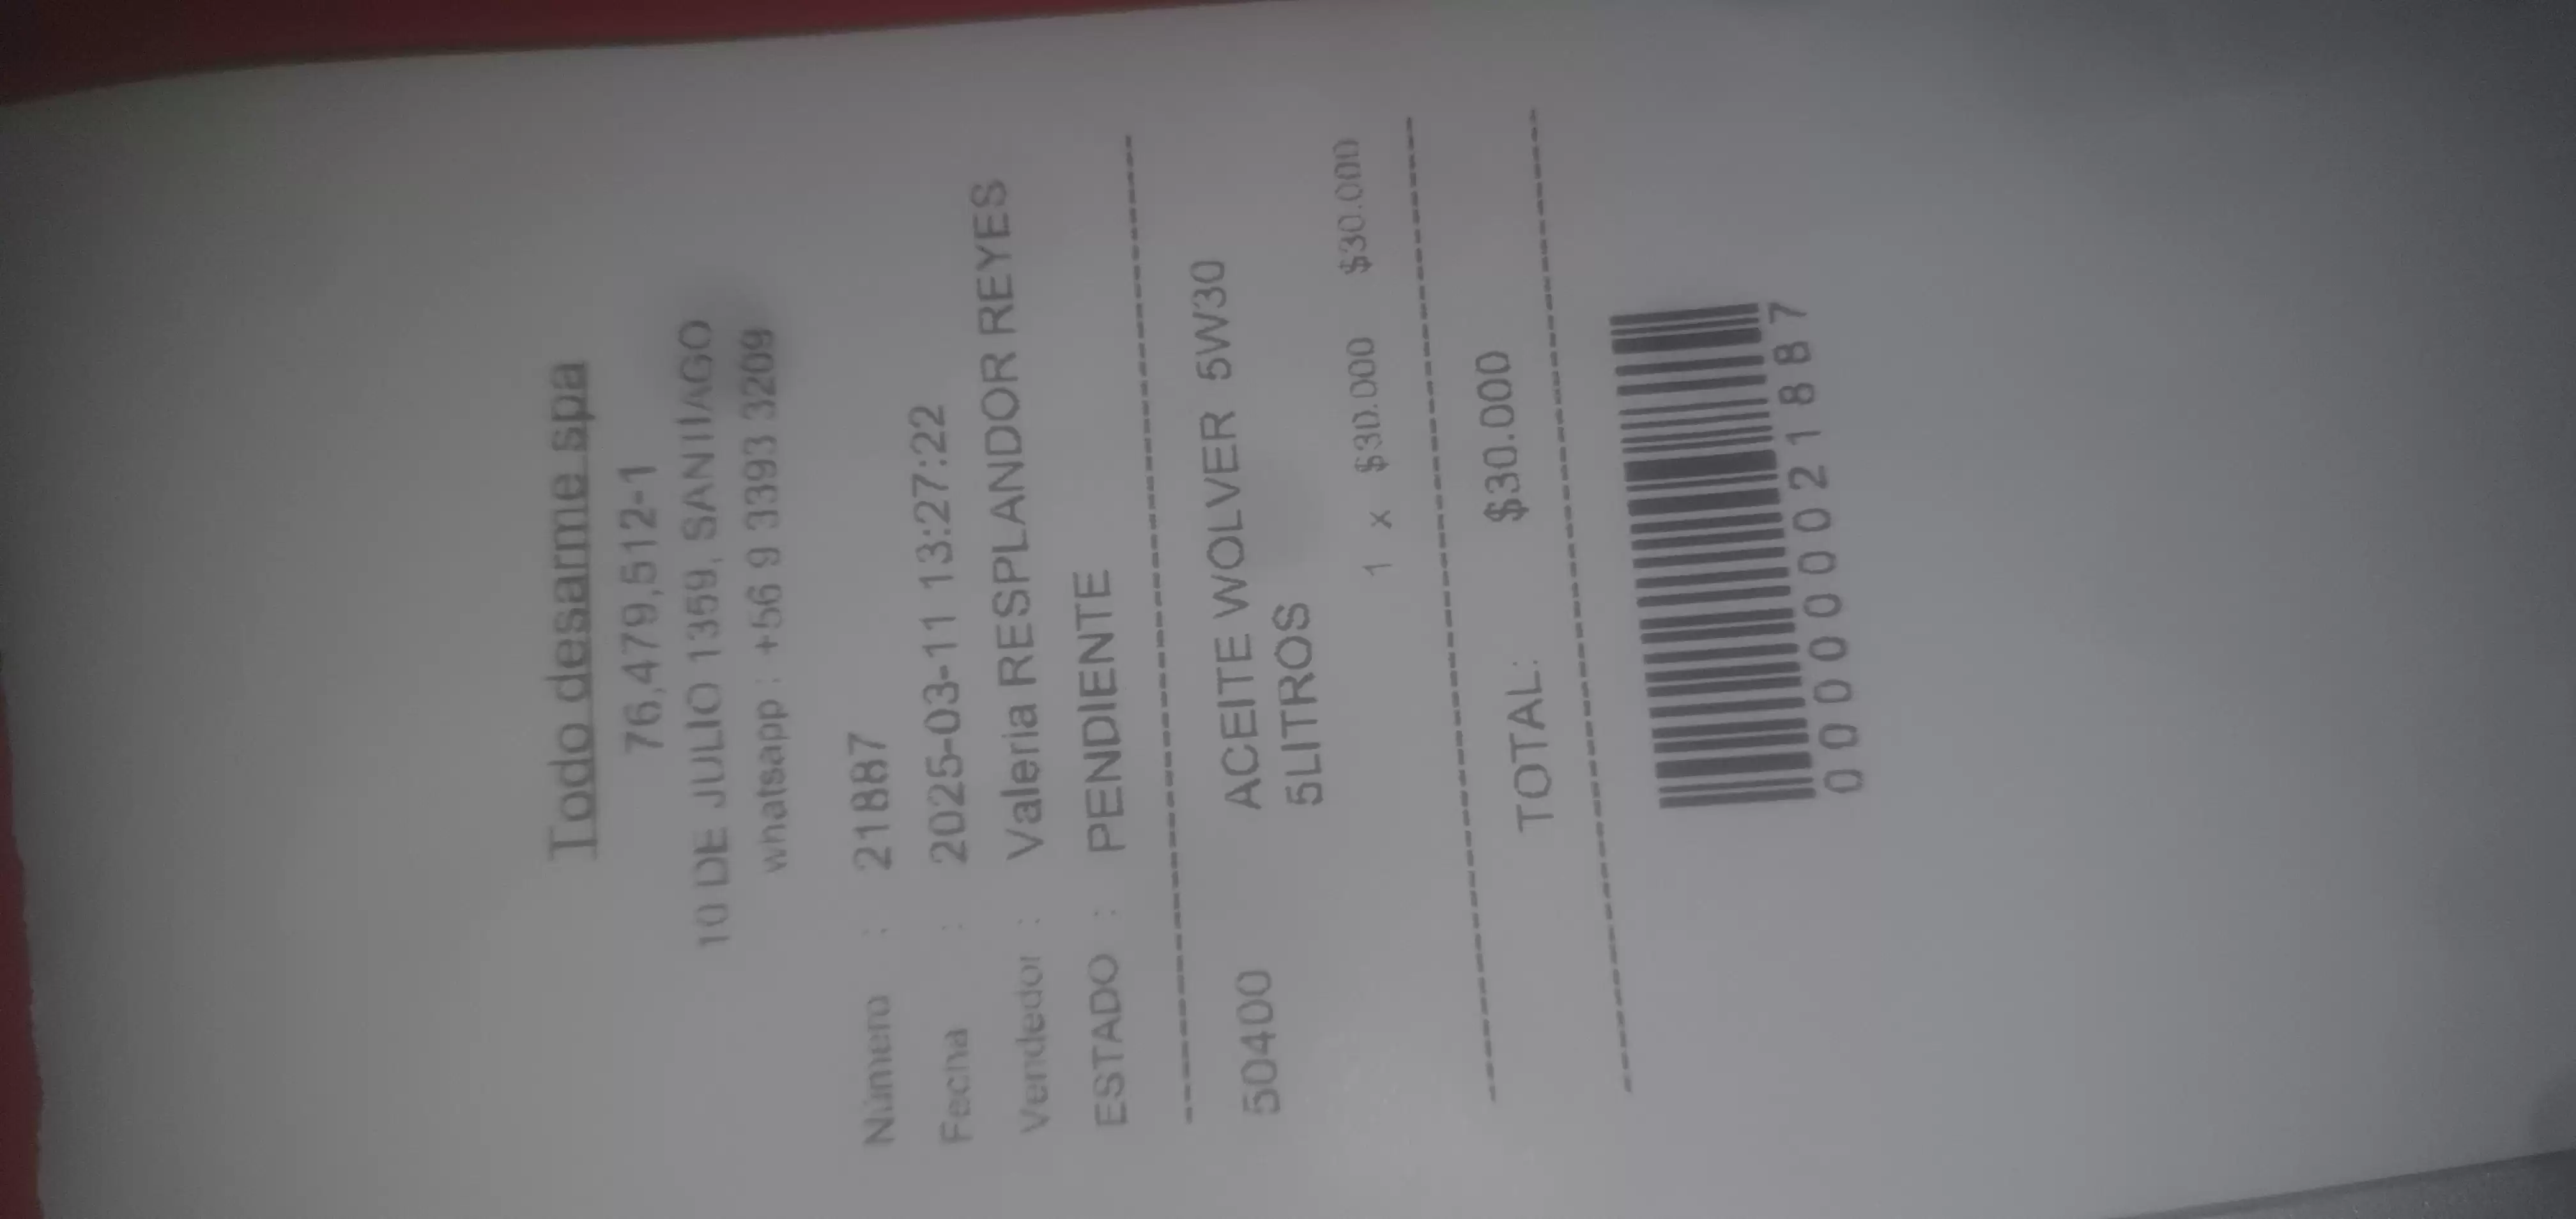 Todo desarme spa
76,479,512-1
10 DE JULIO 1359, SANTIAGO
whatsapp : +56 9 3393 3209
Número : 21887
Fecha : 2025-03-11 13:27:22
Vendedor : Valeria RESPLANDOR REYES
ESTADO : PENDIENTE
50400 ACEITE WOLVER 5W30
5LITROS
1 x $30.000 $30.000
TOTAL: $30.000
000000021887